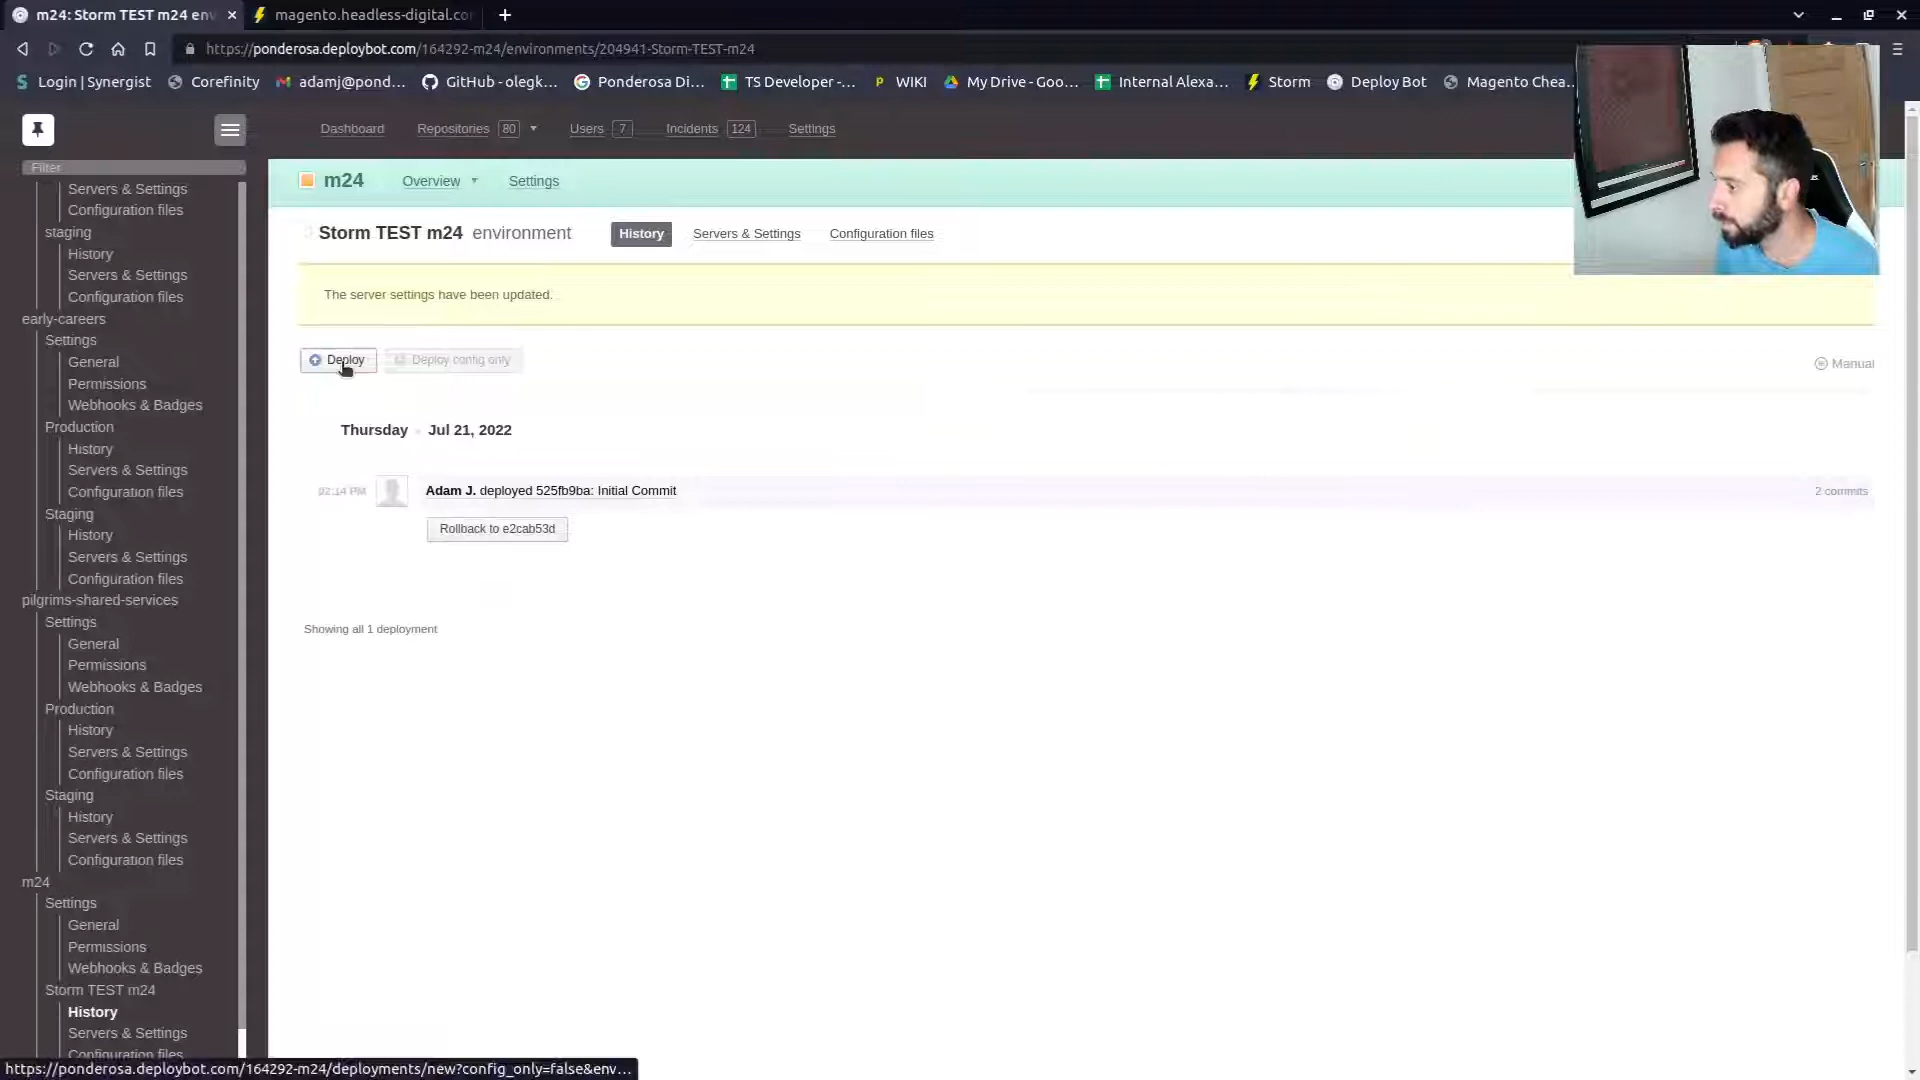 m24: Storm TEST m24 env
magento.headless-digital.co
https://ponderosa.deploybot.com/164292-m24/environments/204941-Storm-TEST-m24
Login | Synergist
Corefinity
adamj@pond...
GitHub - olegk...
Ponderosa Di...
TS Developer -...
WIKI
My Drive - Goo...
Internal Alexa...
Storm
Deploy Bot
Magento Chea...
Dashboard
Repositories 80
Users 7
Incidents 124
Settings
Filter
Servers & Settings
Configuration files
staging
History
Servers & Settings
Configuration files
early-careers
Settings
General
Permissions
Webhooks & Badges
Production
History
Servers & Settings
Configuration files
Staging
History
Servers & Settings
Configuration files
pilgrims-shared-services
Settings
General
Permissions
Webhooks & Badges
Production
History
Servers & Settings
Configuration files
Staging
History
Servers & Settings
Configuration files
m24
Settings
General
Permissions
Webhooks & Badges
Storm TEST m24
History
Servers & Settings
Configuration files
m24
Overview
Settings
Storm TEST m24 environment
History
Servers & Settings
Configuration files
The server settings have been updated.
Deploy
Deploy config only
Manual
Thursday Jul 21, 2022
02:14 PM
Adam J. deployed 525fb9ba: Initial Commit
2 commits
Rollback to e2cab53d
Showing all 1 deployment
https://ponderosa.deploybot.com/164292-m24/deployments/new?config_only=false&env...